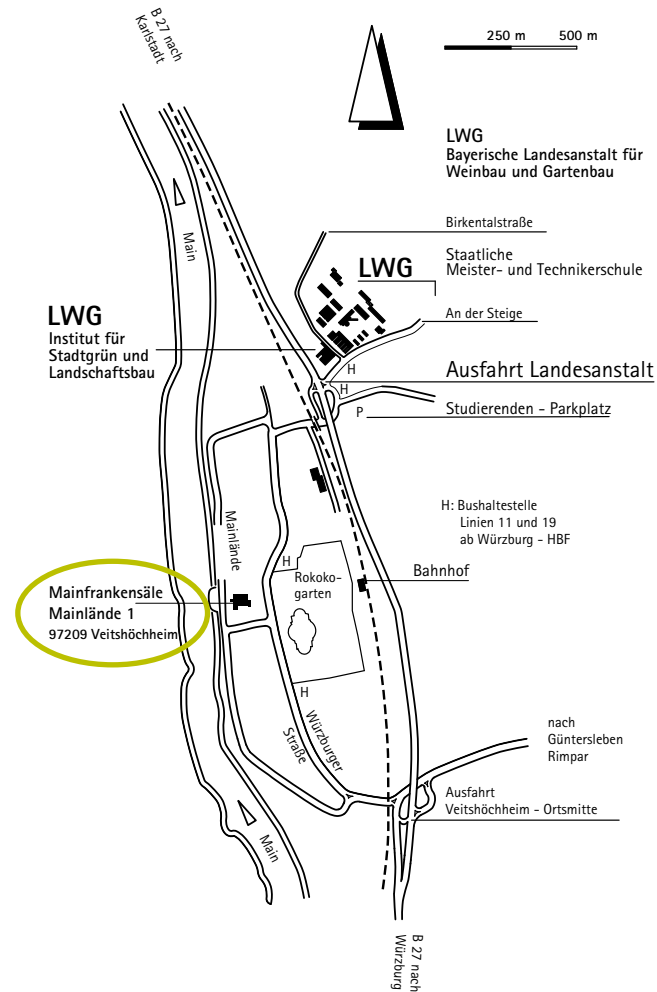 B 27 nach
Karlstadt
250 m
500 m
LWG
Bayerische Landesanstalt für
Weinbau und Gartenbau
Main
Birkentalstraße
LWG
Staatliche
Meister- und Technikerschule
LWG
Institut für
Stadtgrün und
Landschaftsbau
An der Steige
H
Ausfahrt Landesanstalt
H
P
Studierenden - Parkplatz
H: Bushaltestelle
Linien 11 und 19
ab Würzburg - HBF
Mainlände
H
Rokoko-
garten
Bahnhof
Mainfrankensäle
Mainlände 1
97209 Veitshöchheim
H
Würzburger
Straße
nach
Güntersleben
Rimpar
Ausfahrt
Veitshöchheim - Ortsmitte
Main
B 27 nach
Würzburg